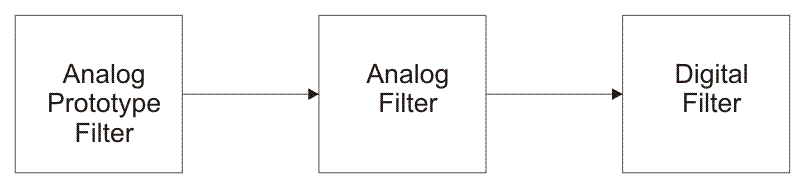 Analog
Prototype
Filter
Analog
Filter
Digital
Filter